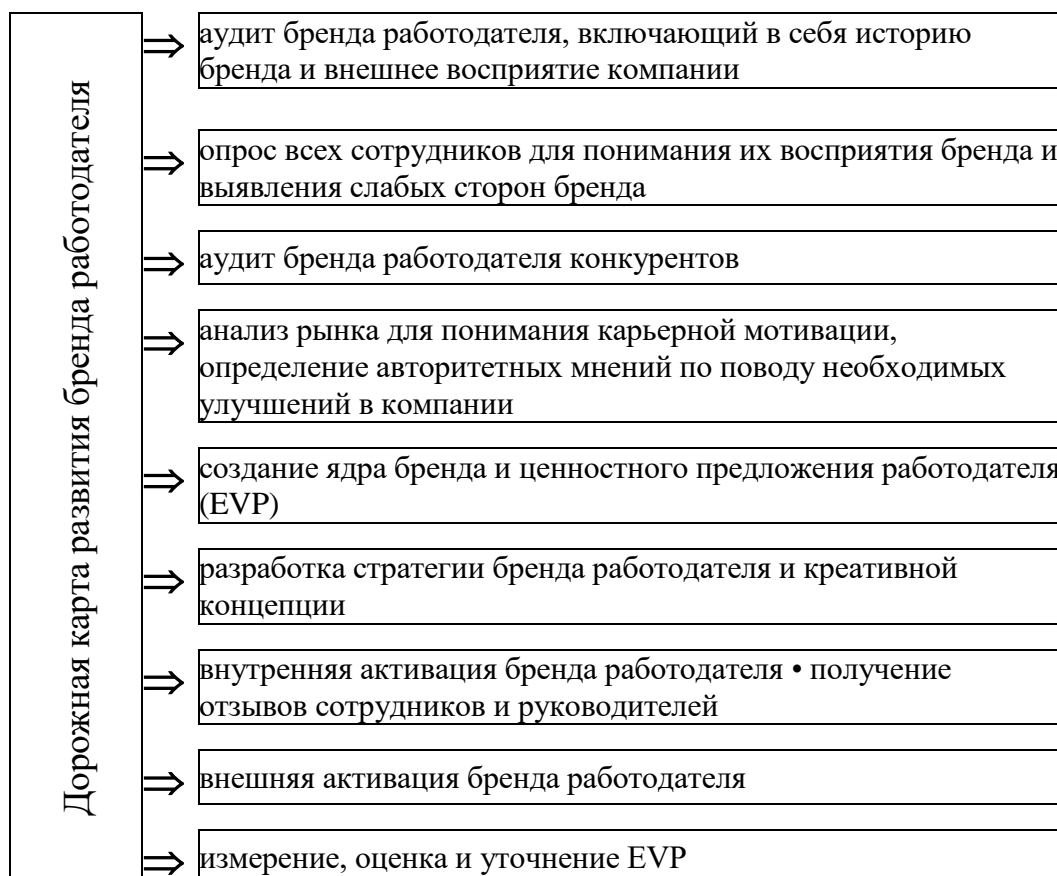 Дорожная карта развития бренда работодателя
⇒ аудит бренда работодателя, включающий в себя историю
бренда и внешнее восприятие компании
⇒ опрос всех сотрудников для понимания их восприятия бренда и
выявления слабых сторон бренда
⇒ аудит бренда работодателя конкурентов
⇒ анализ рынка для понимания карьерной мотивации,
определение авторитетных мнений по поводу необходимых
улучшений в компании
⇒ создание ядра бренда и ценностного предложения работодателя
(EVP)
⇒ разработка стратегии бренда работодателя и креативной
концепции
⇒ внутренняя активация бренда работодателя • получение
отзывов сотрудников и руководителей
⇒ внешняя активация бренда работодателя
⇒ измерение, оценка и уточнение EVP